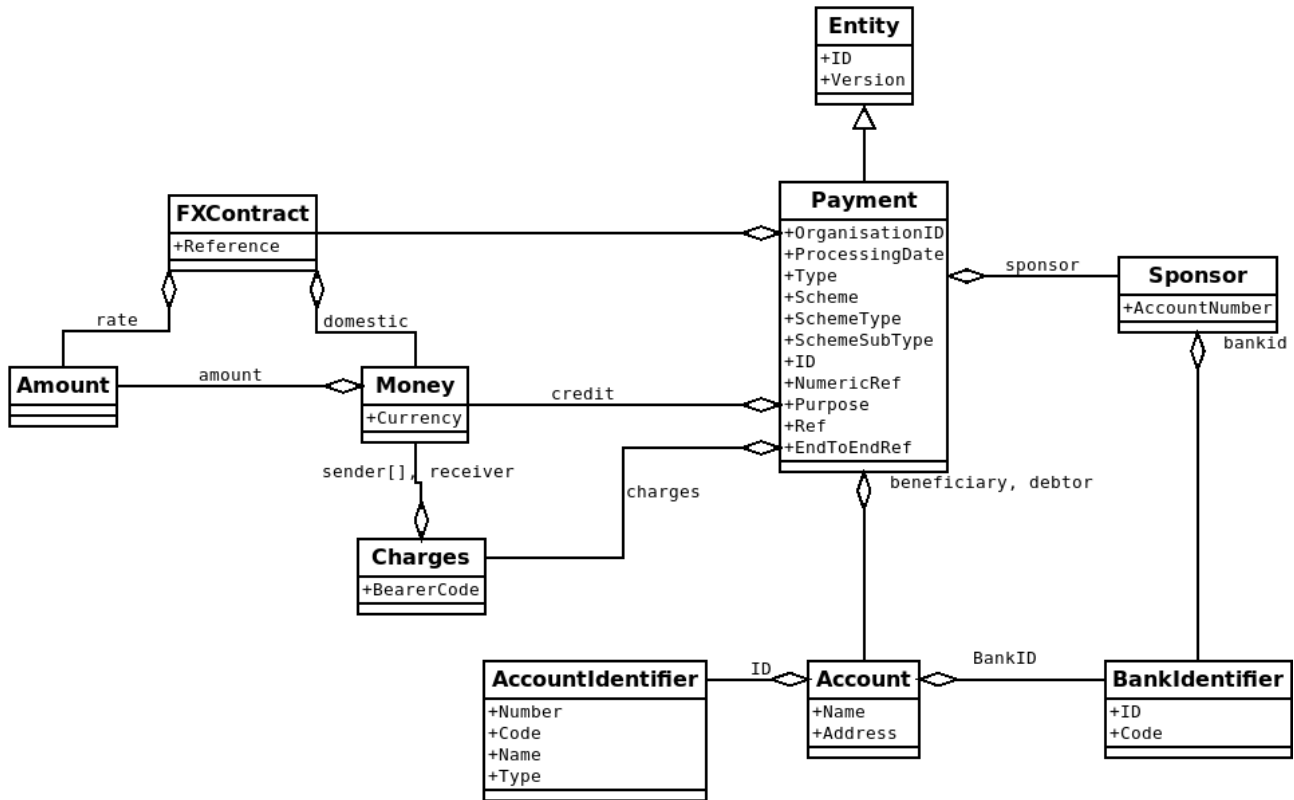 Entity
+ID
+Version
FXContract
+Reference
Payment
+OrganisationID
+ProcessingDate
+Type
+Scheme
+SchemeType
+SchemeSubType
+ID
+NumericRef
+Purpose
+Ref
+EndToEndRef
sponsor
Sponsor
+AccountNumber
bankid
rate
domestic
Amount
amount
Money
+Currency
credit
sender[], receiver
charges
beneficiary, debtor
Charges
+BearerCode
AccountIdentifier
+Number
+Code
+Name
+Type
ID
Account
+Name
+Address
BankID
BankIdentifier
+ID
+Code